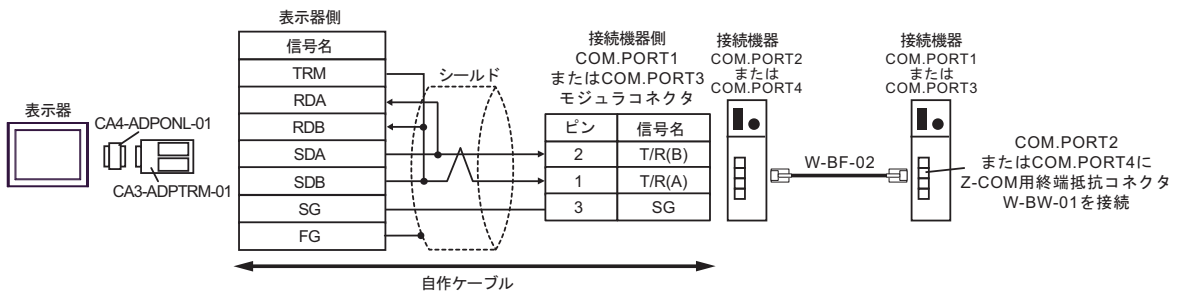 表示器
CA4-ADPONL-01
CA3-ADPTRM-01
表示器側
信号名
TRM
RDA
RDB
SDA
SDB
SG
FG
シールド
自作ケーブル
接続機器側
COM.PORT1
またはCOM.PORT3
モジュラコネクタ
ピン 信号名
2 T/R(B)
1 T/R(A)
3 SG
接続機器
COM.PORT2
または
COM.PORT4
W-BF-02
接続機器
COM.PORT1
または
COM.PORT3
COM.PORT2
またはCOM.PORT4に
Z-COM用終端抵抗コネクタ
W-BW-01を接続